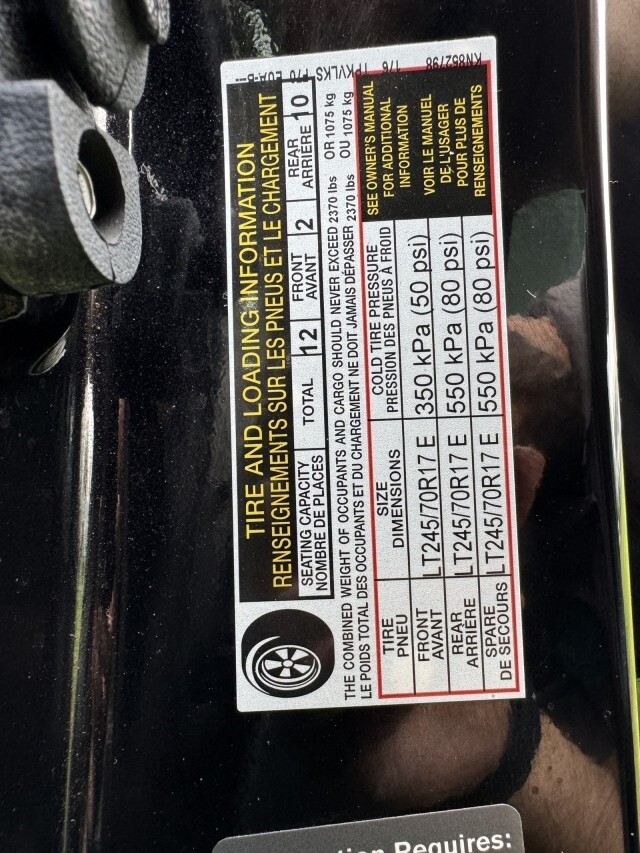 KN862798 176 1PKVLKS T78
TIRE AND LOADING INFORMATION
RENSEIGNEMENTS SUR LES PNEUS ET LE CHARGEMENT
SEATING CAPACITY
NOMBRE DE PLACES
TOTAL 12
FRONT
AVANT
2
REAR
ARRIÈRE
10
THE COMBINED WEIGHT OF OCCUPANTS AND CARGO SHOULD NEVER EXCEED 2370 lbs OR 1075 kg
LE POIDS TOTAL DES OCCUPANTS ET DU CHARGEMENT NE DOIT JAMAIS DÉPASSER 2370 lbs OU 1075 kg
TIRE
PNEU
SIZE
DIMENSIONS
COLD TIRE PRESSURE
PRESSION DES PNEUS À FROID
FRONT
AVANT
LT245/70R17 E 350 kPa (50 psi)
REAR
ARRIÈRE
LT245/70R17 E 550 kPa (80 psi)
SPARE
DE SECOURS
LT245/70R17 E 550 kPa (80 psi)
SEE OWNER'S MANUAL
FOR ADDITIONAL
INFORMATION
VOIR LE MANUEL
DE L'USAGER
POUR PLUS DE
RENSEIGNEMENTS
Requires: